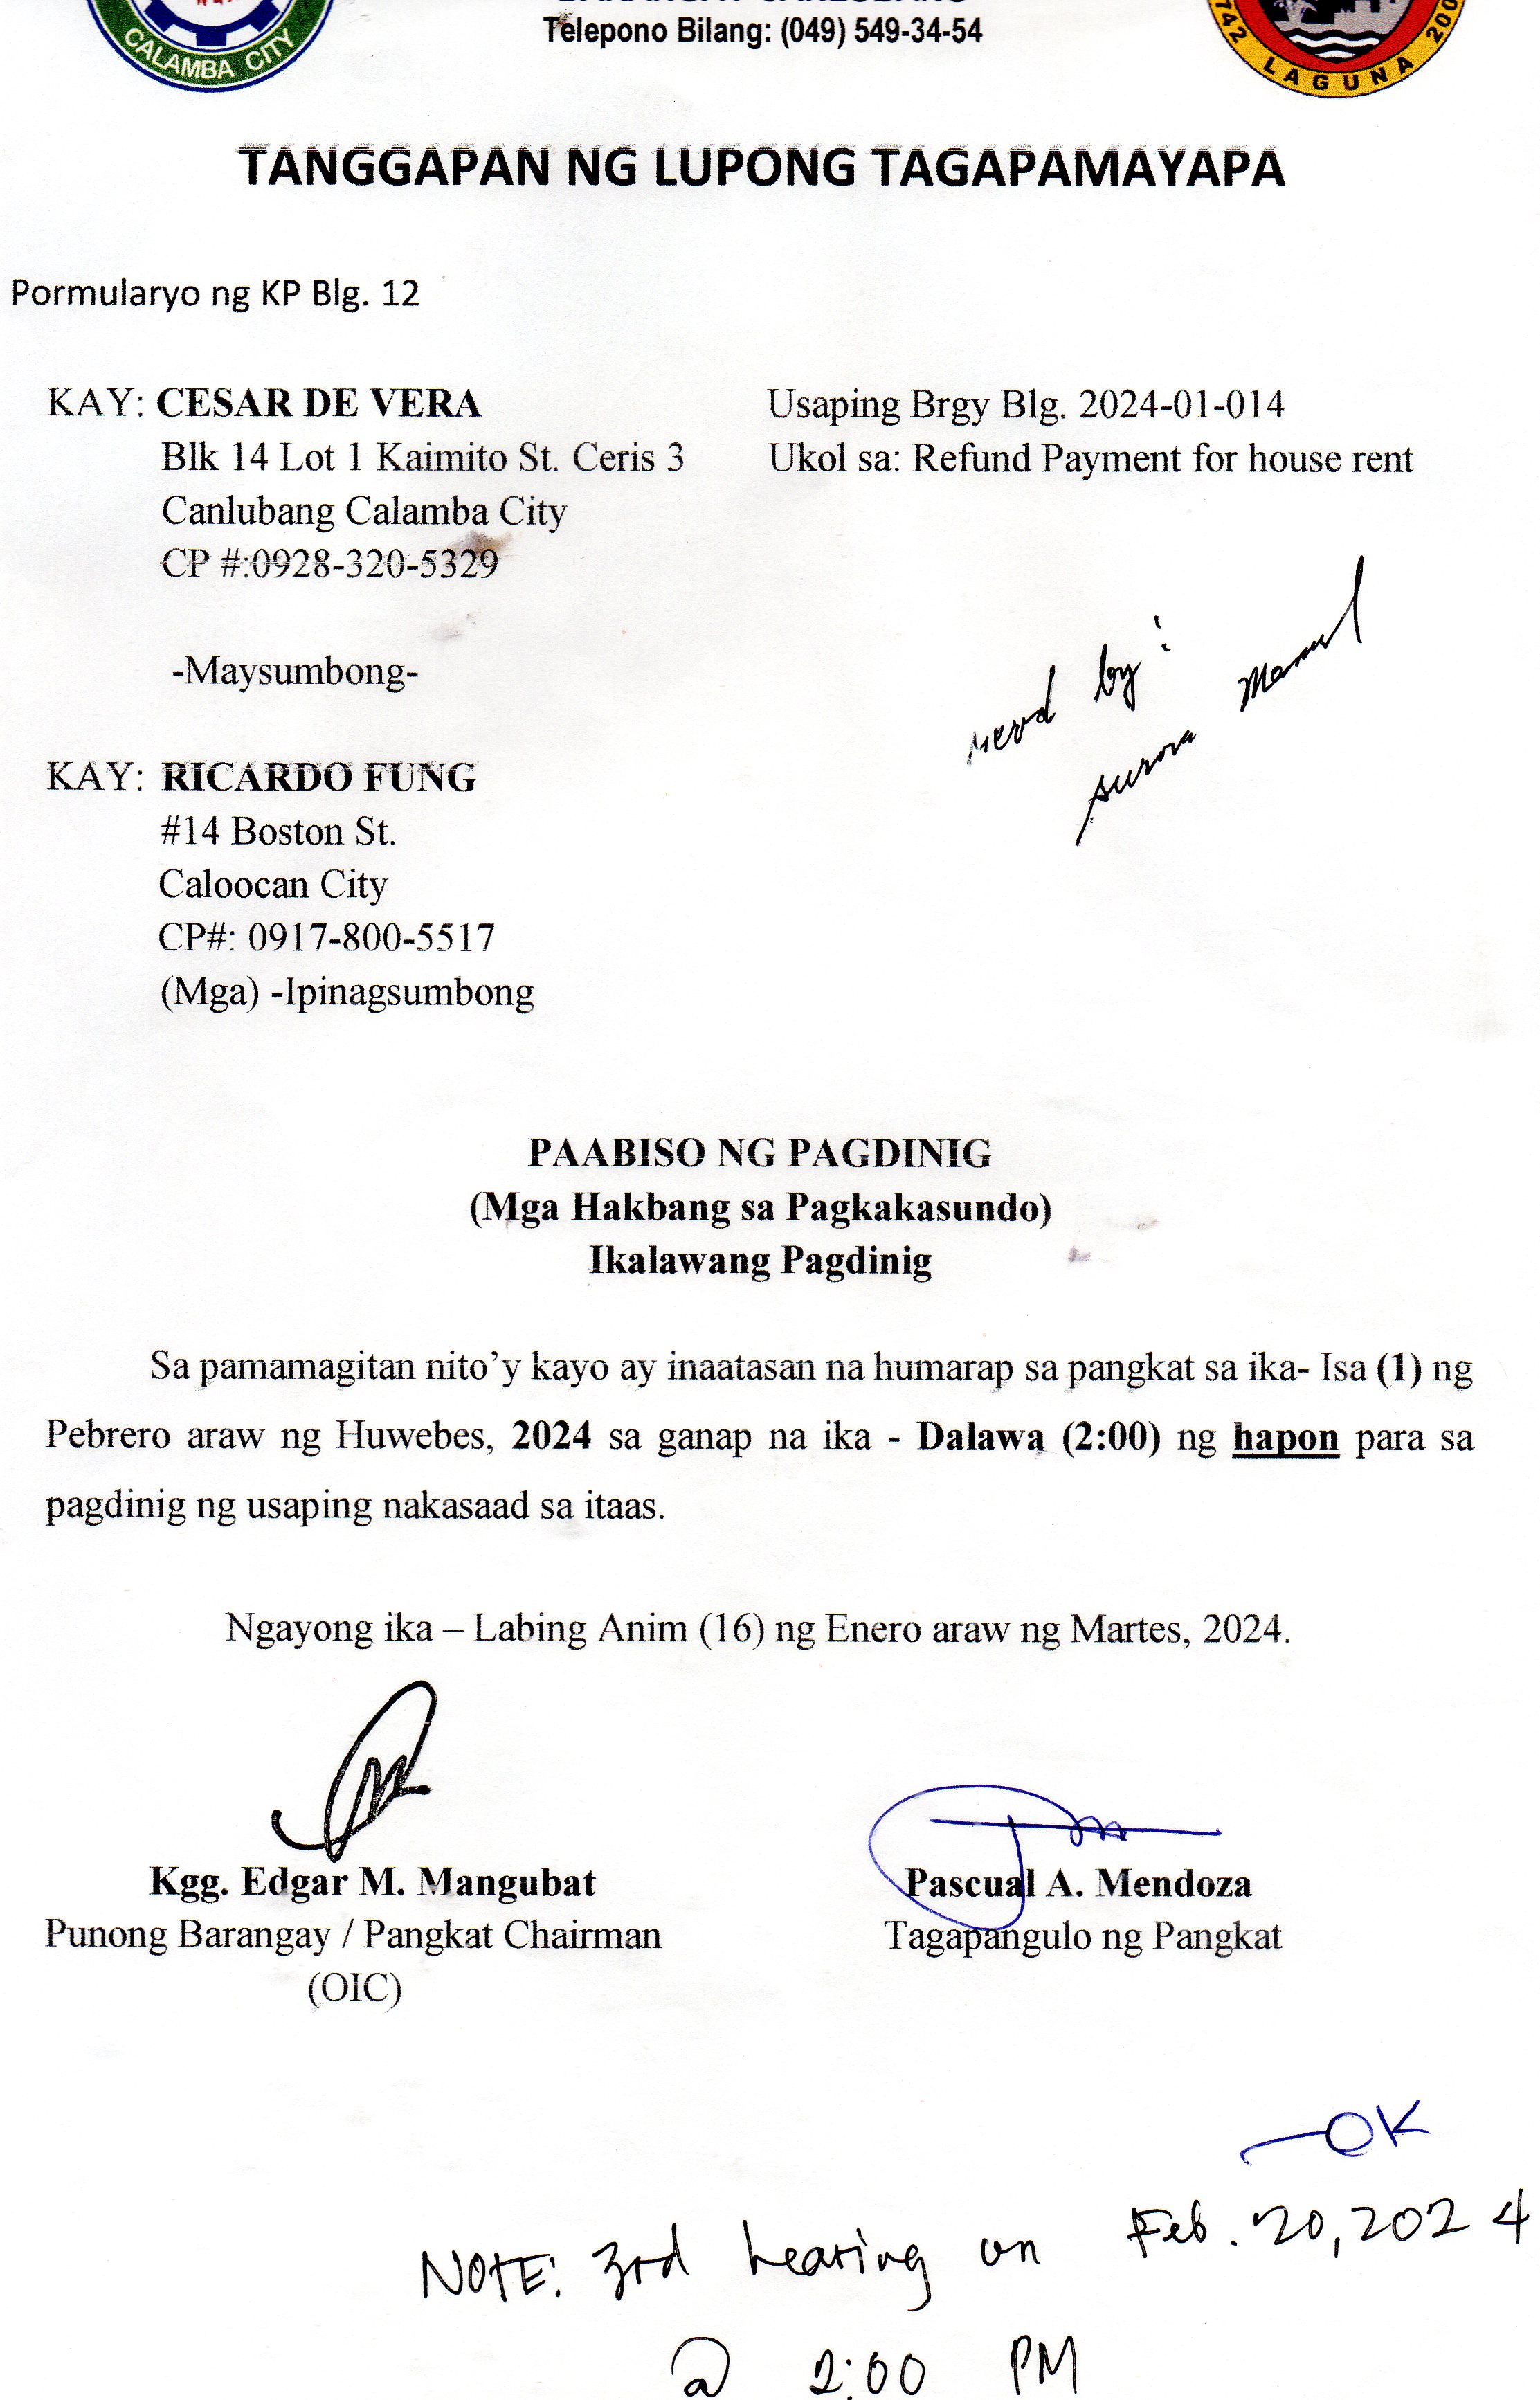 CALAMBA CITY
Telepono Bilang: (049) 549-34-54
742 LAGUNA 200
TANGGAPAN NG LUPONG TAGAPAMAYAPA
Pormularyo ng KP Blg. 12
KAY: CESAR DE VERA
Usaping Brgy Blg. 2024-01-014
Blk 14 Lot 1 Kaimito St. Ceris 3
Ukol sa: Refund Payment for house rent
Canlubang Calamba City
CP #:0928-320-5329
-Maysumbong-
by:
KAY: RICARDO FUNG
#14 Boston St.
Caloocan City
CP#: 0917-800-5517
(Mga) -Ipinagsumbong
PAABISO NG PAGDINIG
(Mga Hakbang sa Pagkakasundo)
Ikalawang Pagdinig
Sa pamamagitan nito'y kayo ay inaatasan na humarap sa pangkat sa ika- Isa (1) ng
Pebrero araw ng Huwebes, 2024 sa ganap na ika - Dalawa (2:00) ng hapon para sa
pagdinig ng usaping nakasaad sa itaas.
Ngayong ika – Labing Anim (16) ng Enero araw ng Martes, 2024.
Kgg. Edgar M. Mangubat
Punong Barangay / Pangkat Chairman
(OIC)
Pascual A. Mendoza
Tagapangulo ng Pangkat
OK
NOTE: 3rd hearing on Feb. 20, 2024
@ 2:00 PM